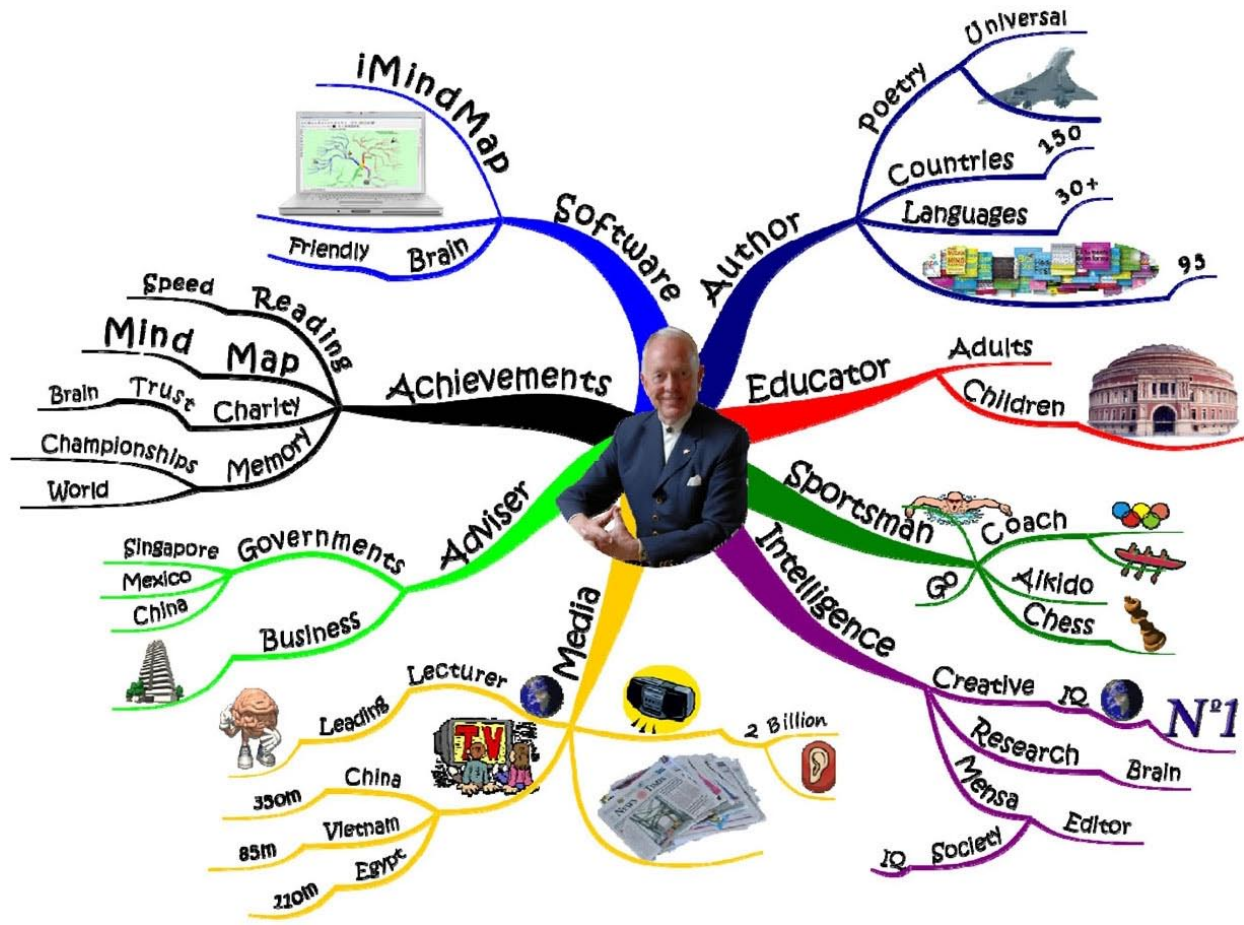 iMindMap
Software
Friendly
Brain
Author
Poetry
Universal
Countries
150
Languages
30+
95
Educator
Adults
Children
Sportsman
Coach
Aikido
Chess
Go
Intelligence
Creative
IQ
Nº1
Research
Brain
Mensa
Editor
Society
IQ
Media
2 Billion
News Times
TV
Lecturer
Leading
China
350m
Vietnam
85m
Egypt
110m
Adviser
Governments
Singapore
Mexico
China
Business
Achievements
Reading
Speed
Map
Mind
Charity
Trust
Brain
Memory
Championships
World